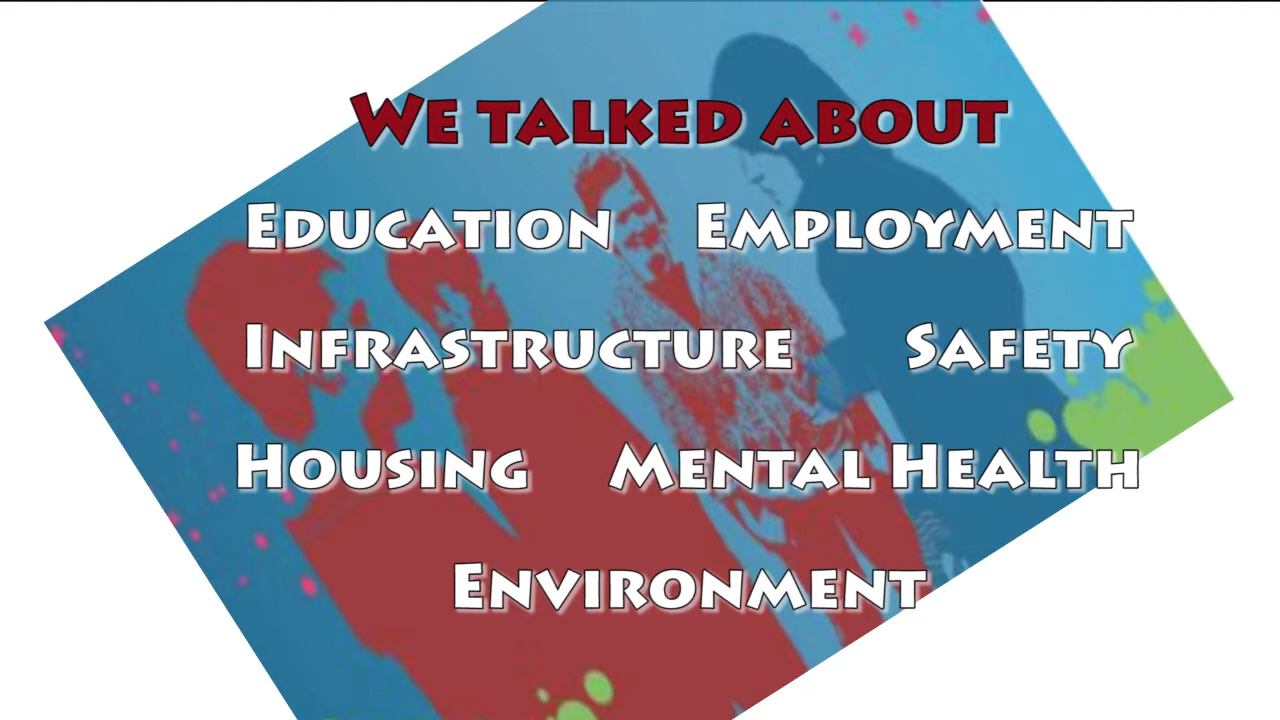 We talked about
Education Employment
Infrastructure Safety
Housing Mental Health
Environment